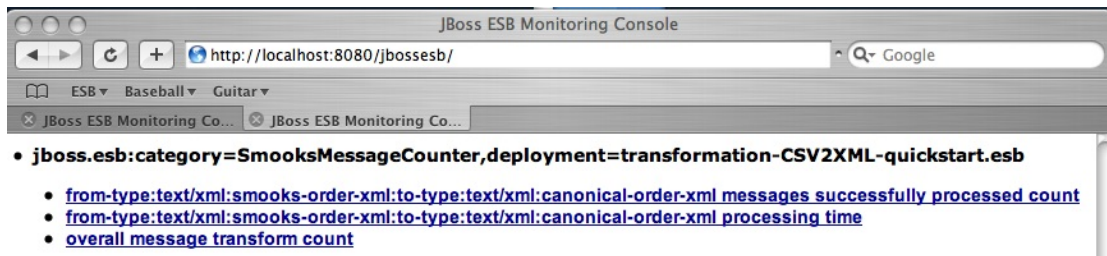 JBoss ESB Monitoring Console
http://localhost:8080/jbossesb/
Google
ESB Baseball Guitar
JBoss ESB Monitoring Co... JBoss ESB Monitoring Co...
• jboss.esb:category=SmooksMessageCounter,deployment=transformation-CSV2XML-quickstart.esb
• from-type:text/xml:smooks-order-xml:to-type:text/xml:canonical-order-xml messages successfully processed count
• from-type:text/xml:smooks-order-xml:to-type:text/xml:canonical-order-xml processing time
• overall message transform count